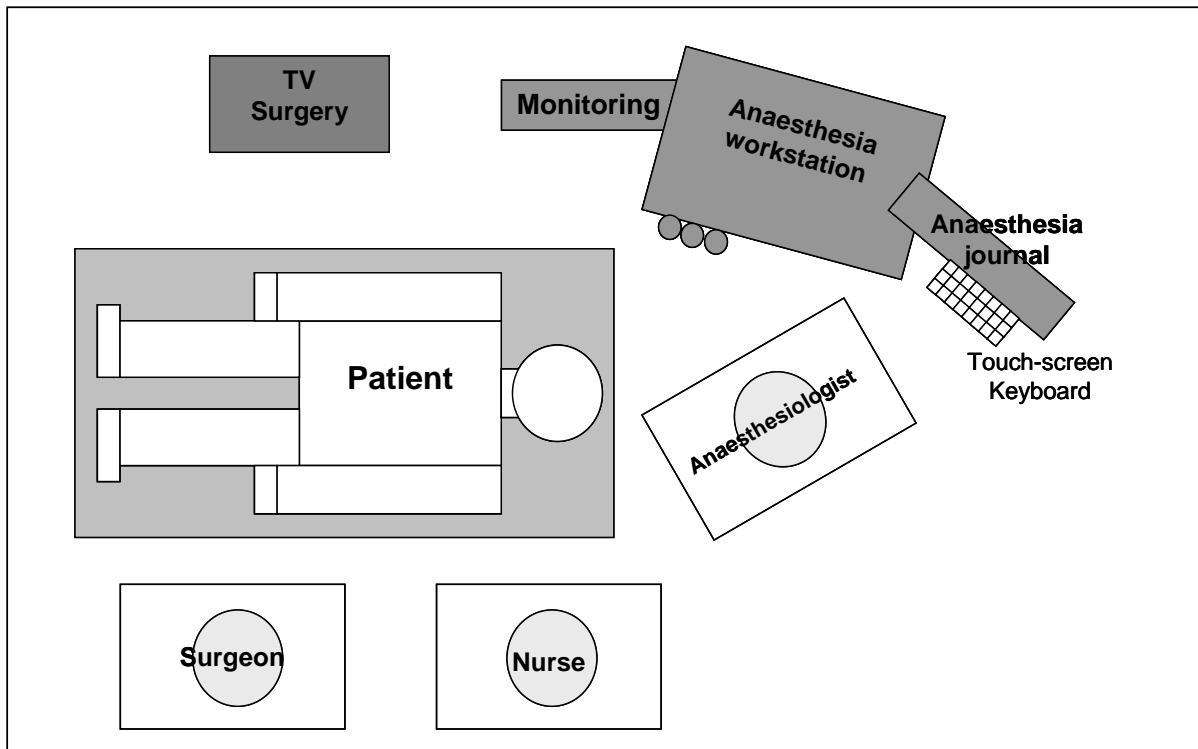 TV
Surgery
Monitoring
Anaesthesia
workstation
Anaesthesia
journal
Touch-screen
Keyboard
Patient
Anaesthesiologist
Surgeon
Nurse